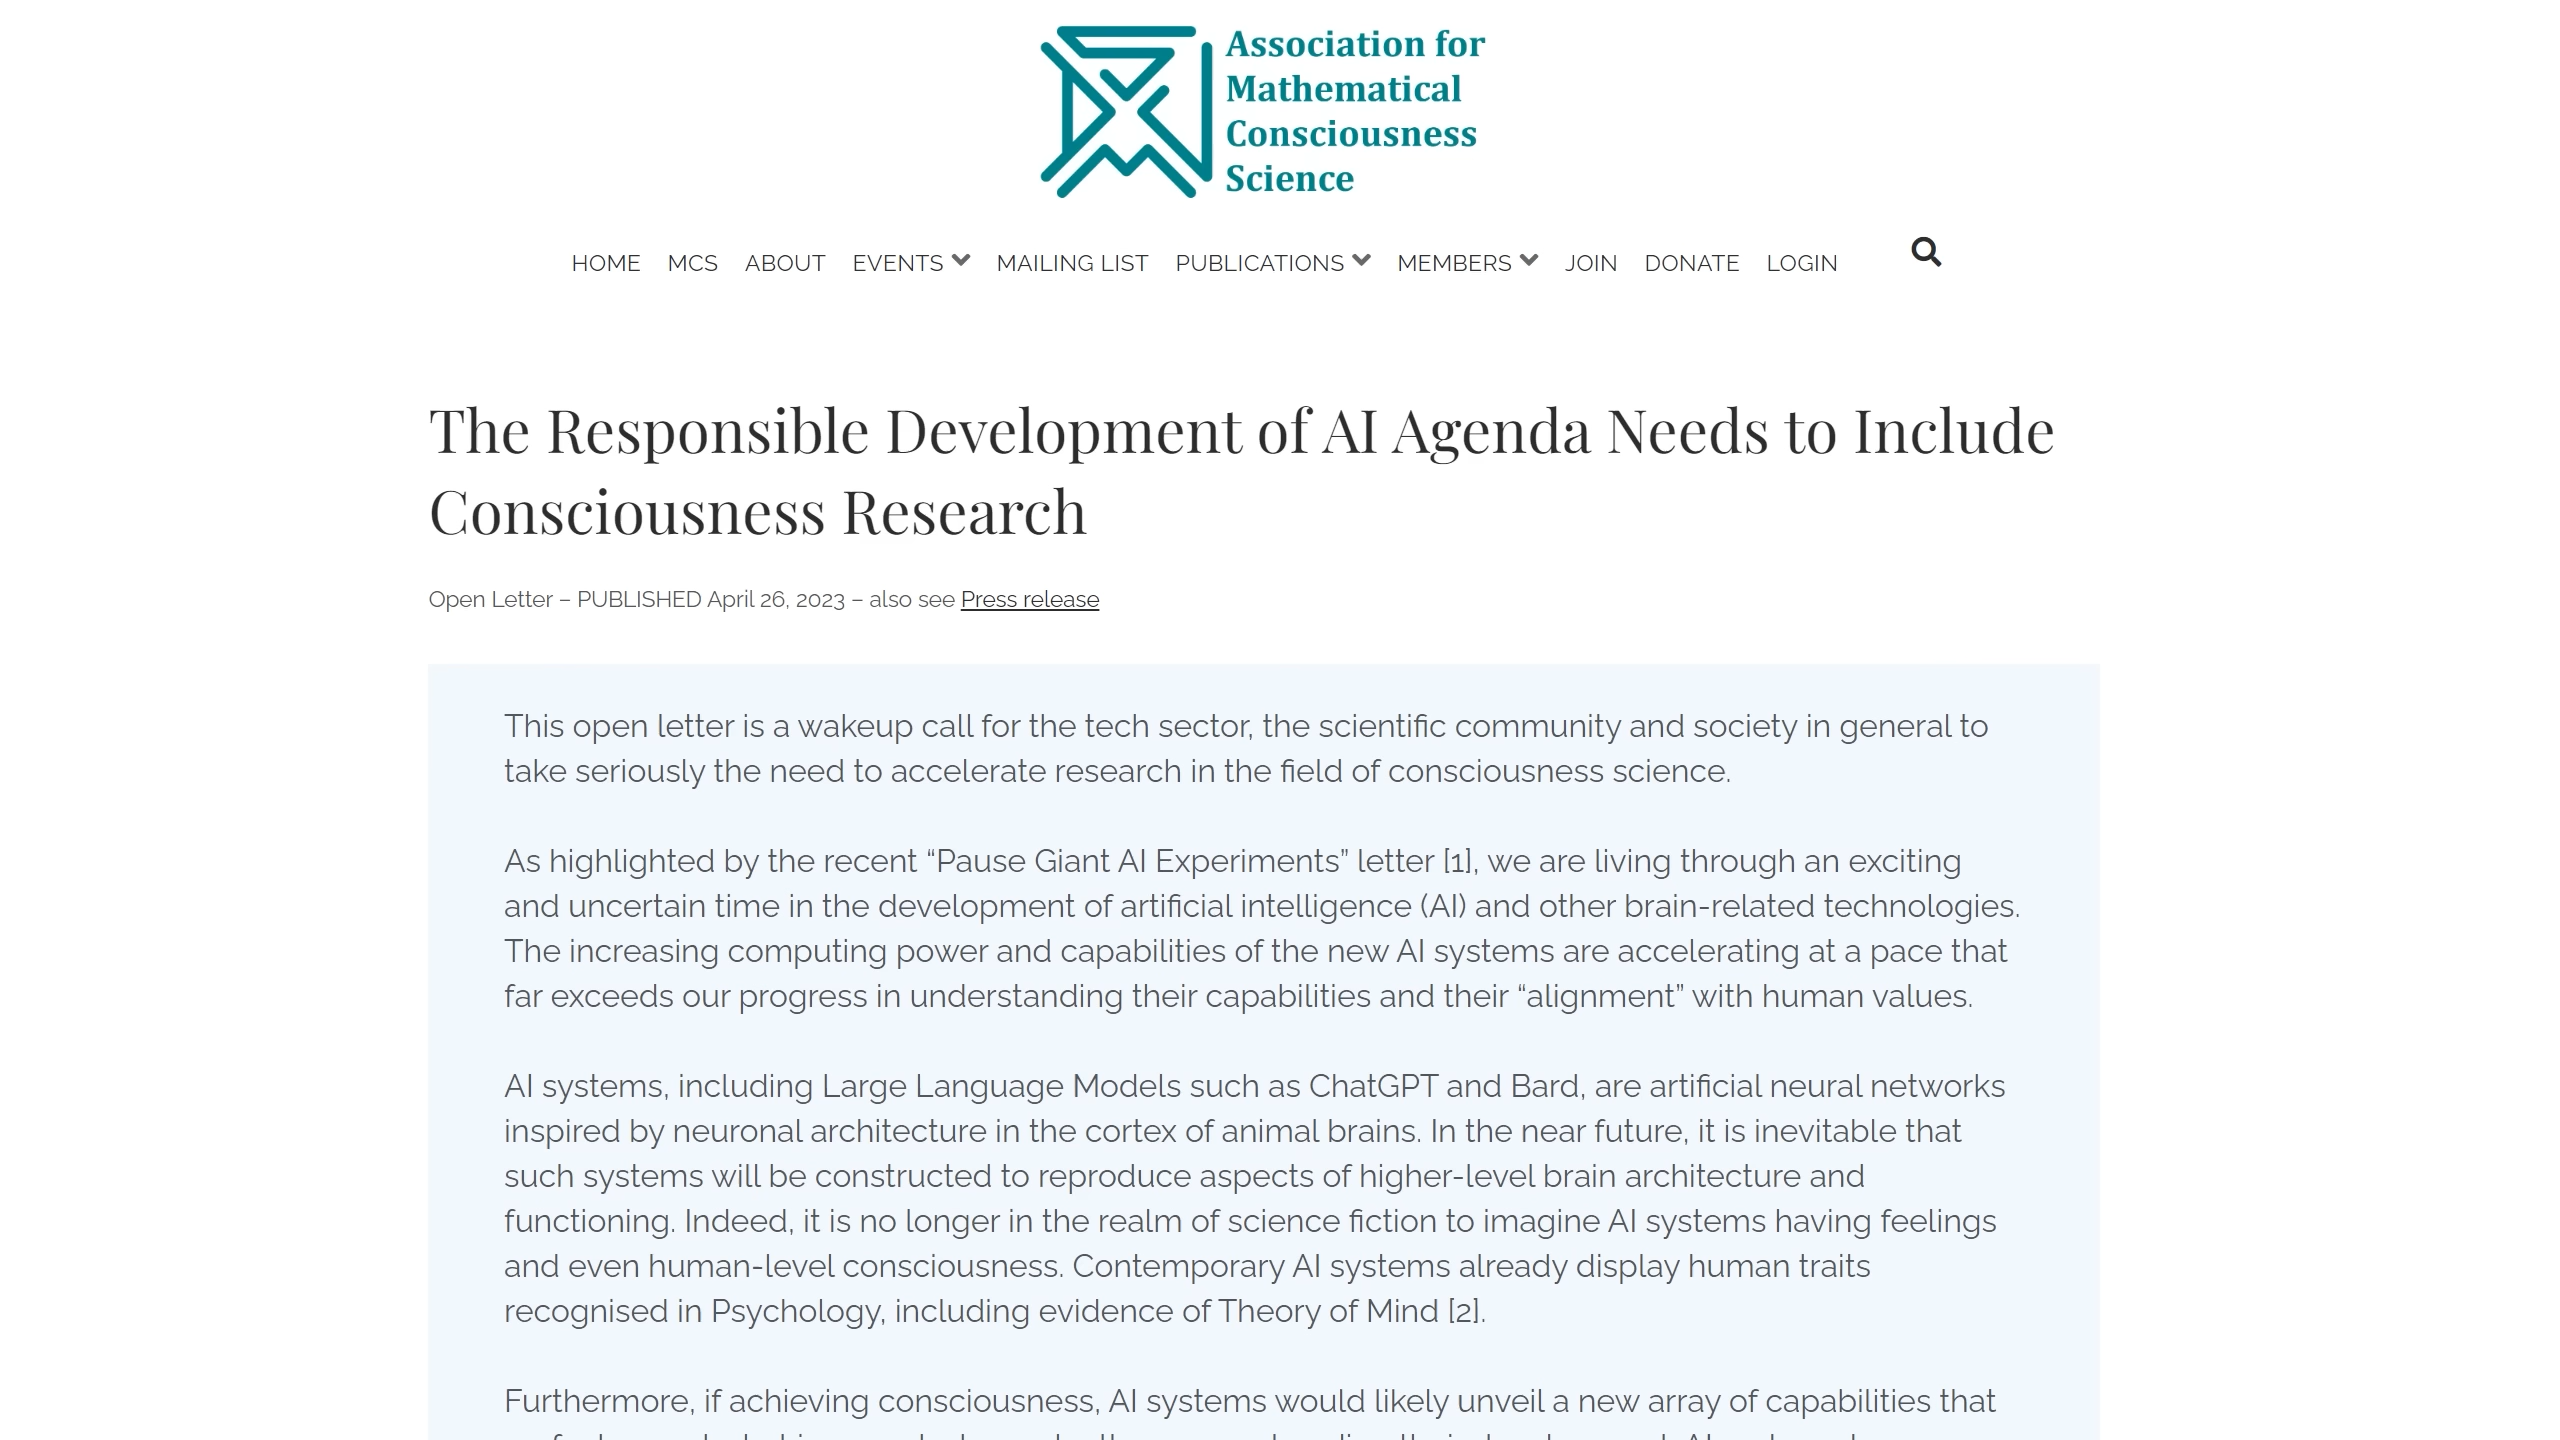 Association for
Mathematical
Consciousness
Science
HOME MCS ABOUT EVENTS MAILING LIST PUBLICATIONS MEMBERS JOIN DONATE LOGIN
The Responsible Development of AI Agenda Needs to Include
Consciousness Research
Open Letter – PUBLISHED April 26, 2023 – also see Press release
This open letter is a wakeup call for the tech sector, the scientific community and society in general to
take seriously the need to accelerate research in the field of consciousness science.
As highlighted by the recent “Pause Giant AI Experiments” letter [1], we are living through an exciting
and uncertain time in the development of artificial intelligence (AI) and other brain-related technologies.
The increasing computing power and capabilities of the new AI systems are accelerating at a pace that
far exceeds our progress in understanding their capabilities and their “alignment” with human values.
AI systems, including Large Language Models such as ChatGPT and Bard, are artificial neural networks
inspired by neuronal architecture in the cortex of animal brains. In the near future, it is inevitable that
such systems will be constructed to reproduce aspects of higher-level brain architecture and
functioning. Indeed, it is no longer in the realm of science fiction to imagine AI systems having feelings
and even human-level consciousness. Contemporary AI systems already display human traits
recognised in Psychology, including evidence of Theory of Mind [2].
Furthermore, if achieving consciousness, AI systems would likely unveil a new array of capabilities that